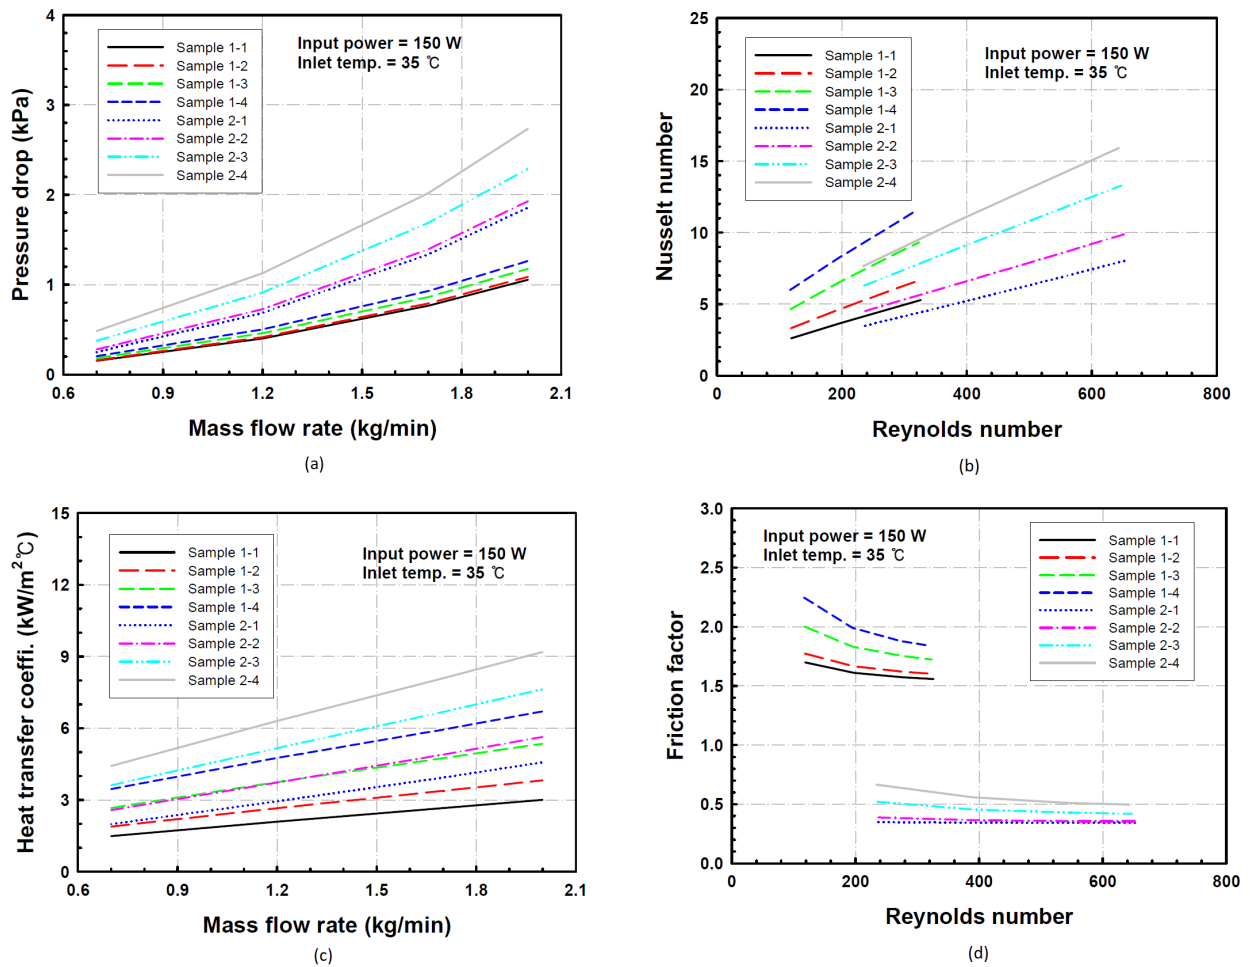 4
3
2
1
0
0.6
0.9
1.2
1.5
1.8
2.1
Pressure drop (kPa)
Mass flow rate (kg/min)
Sample 1-1
Sample 1-2
Sample 1-3
Sample 1-4
Sample 2-1
Sample 2-2
Sample 2-3
Sample 2-4
Input power = 150 W
Inlet temp. = 35 ℃
(a)
25
20
15
10
5
0
0
200
400
600
800
Nusselt number
Reynolds number
Sample 1-1
Sample 1-2
Sample 1-3
Sample 1-4
Sample 2-1
Sample 2-2
Sample 2-3
Sample 2-4
Input power = 150 W
Inlet temp. = 35 ℃
(b)
15
12
9
6
3
0
0.6
0.9
1.2
1.5
1.8
2.1
Heat transfer coeffi. (kW/m²℃)
Mass flow rate (kg/min)
Sample 1-1
Sample 1-2
Sample 1-3
Sample 1-4
Sample 2-1
Sample 2-2
Sample 2-3
Sample 2-4
Input power = 150 W
Inlet temp. = 35 ℃
(c)
3.0
2.5
2.0
1.5
1.0
0.5
0.0
0
200
400
600
800
Friction factor
Reynolds number
Input power = 150 W
Inlet temp. = 35 ℃
Sample 1-1
Sample 1-2
Sample 1-3
Sample 1-4
Sample 2-1
Sample 2-2
Sample 2-3
Sample 2-4
(d)